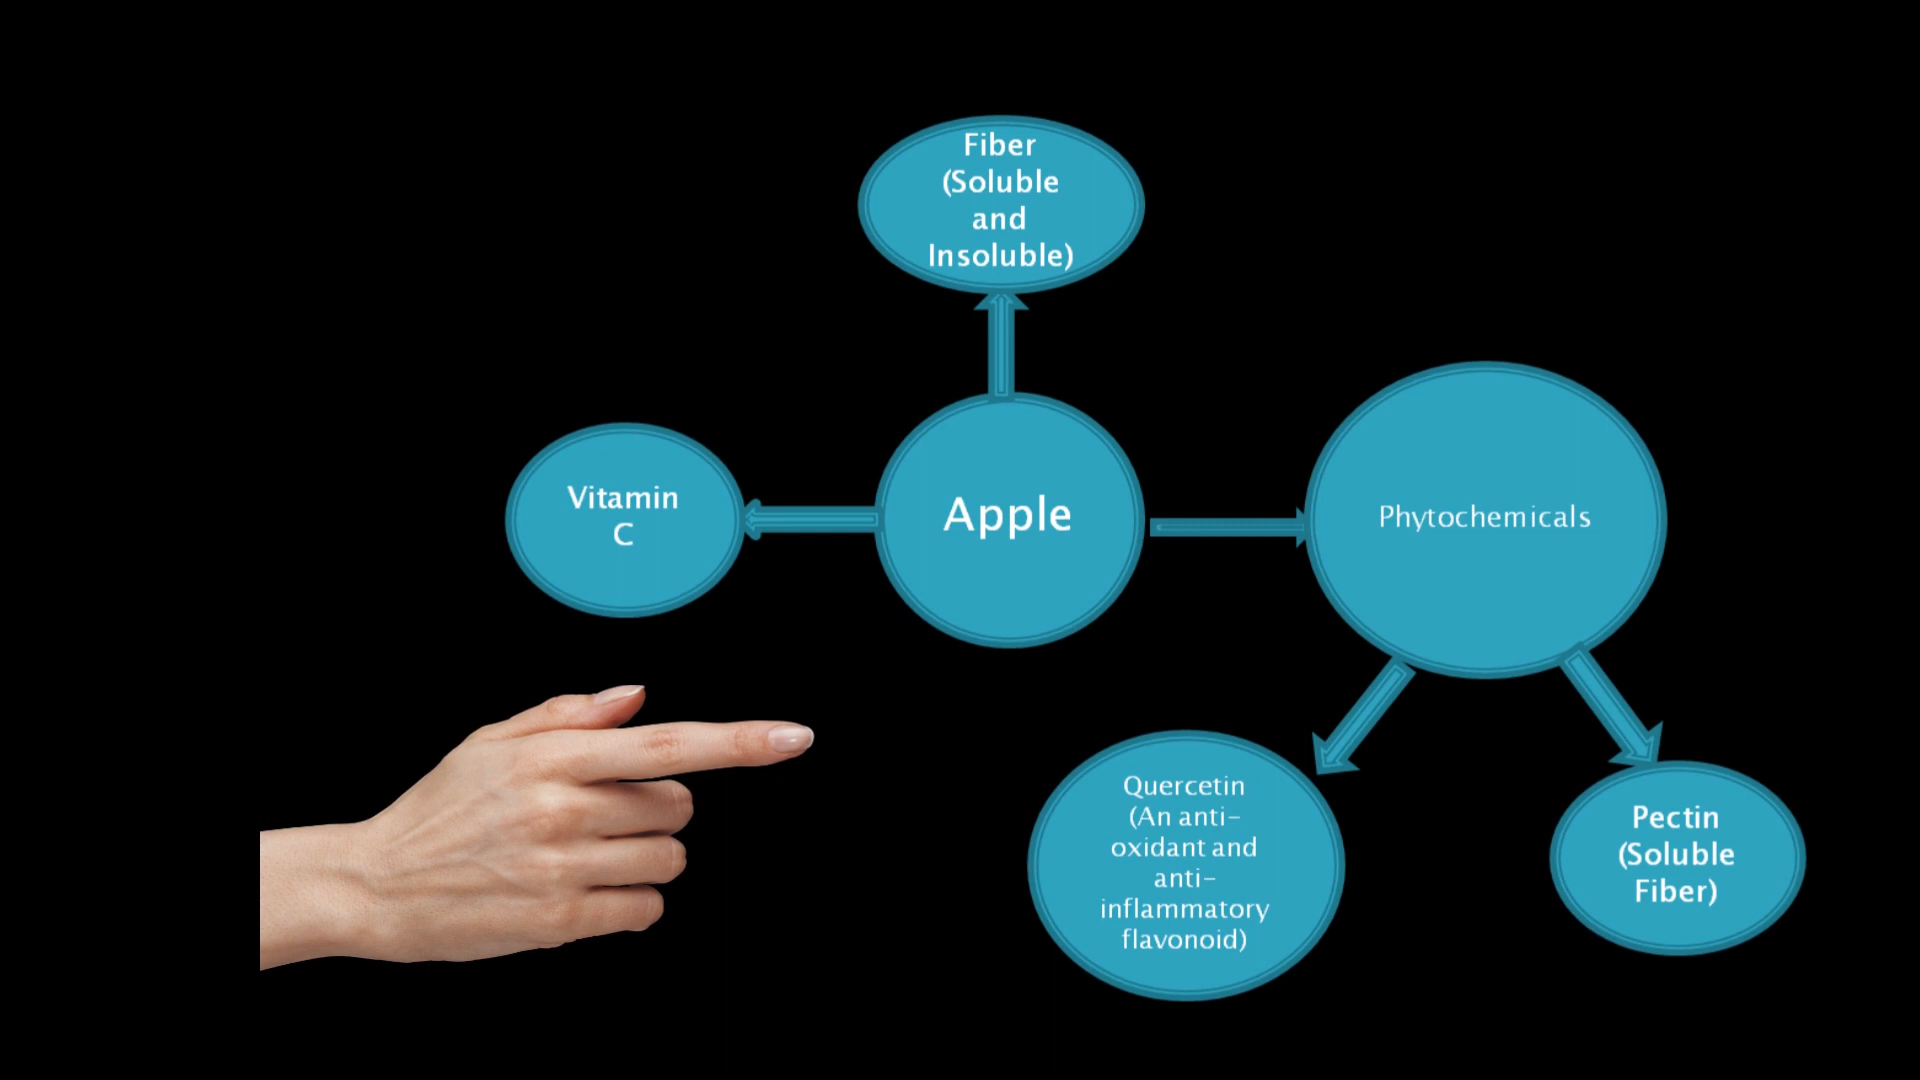 Fiber
(Soluble
and
Insoluble)
Vitamin
C
Apple
Phytochemicals
Quercetin
(An anti-
oxidant and
anti-
inflammatory
flavonoid)
Pectin
(Soluble
Fiber)